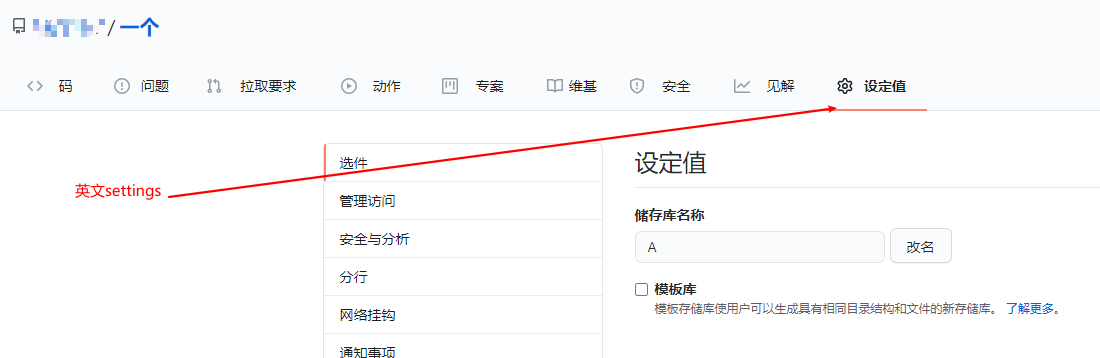 / 一个
码 问题 拉取要求 动作 专案 维基 安全 见解 设定值
英文settings
选件
管理访问
安全与分析
分行
网络挂钩
通知事项
设定值
储存库名称
A 改名
模板库
模板存储库使用户可以生成具有相同目录结构和文件的新存储库。 了解更多。